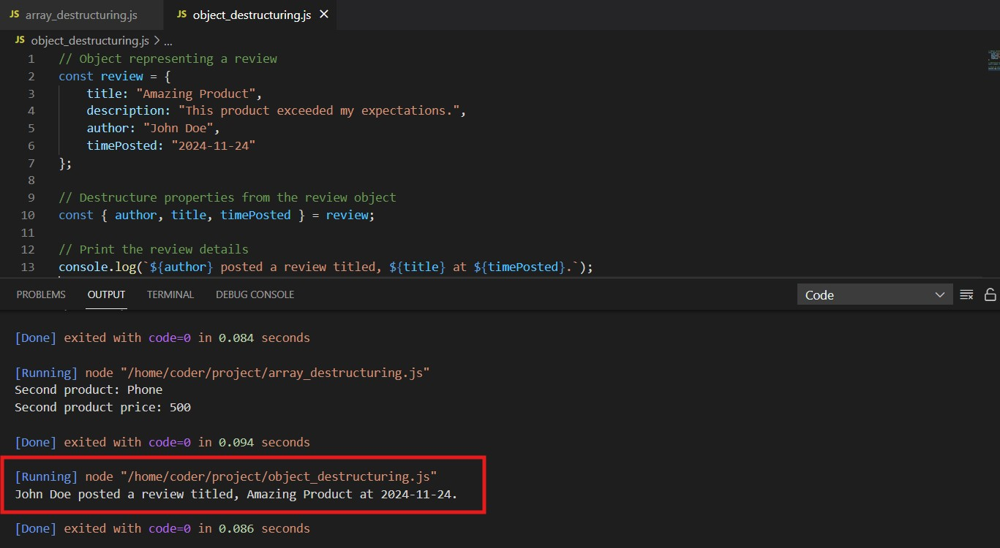 JS array_destructuring.js JS object_destructuring.js
JS object_destructuring.js > ...
1 // Object representing a review
2 const review = {
3     title: "Amazing Product",
4     description: "This product exceeded my expectations.",
5     author: "John Doe",
6     timePosted: "2024-11-24"
7 };
8
9 // Destructure properties from the review object
10 const { author, title, timePosted } = review;
11
12 // Print the review details
13 console.log(`${author} posted a review titled, ${title} at ${timePosted}.`);
PROBLEMS OUTPUT TERMINAL DEBUG CONSOLE Code
[Done] exited with code=0 in 0.084 seconds
[Running] node "/home/coder/project/array_destructuring.js"
Second product: Phone
Second product price: 500
[Done] exited with code=0 in 0.094 seconds
[Running] node "/home/coder/project/object_destructuring.js"
John Doe posted a review titled, Amazing Product at 2024-11-24.
[Done] exited with code=0 in 0.086 seconds